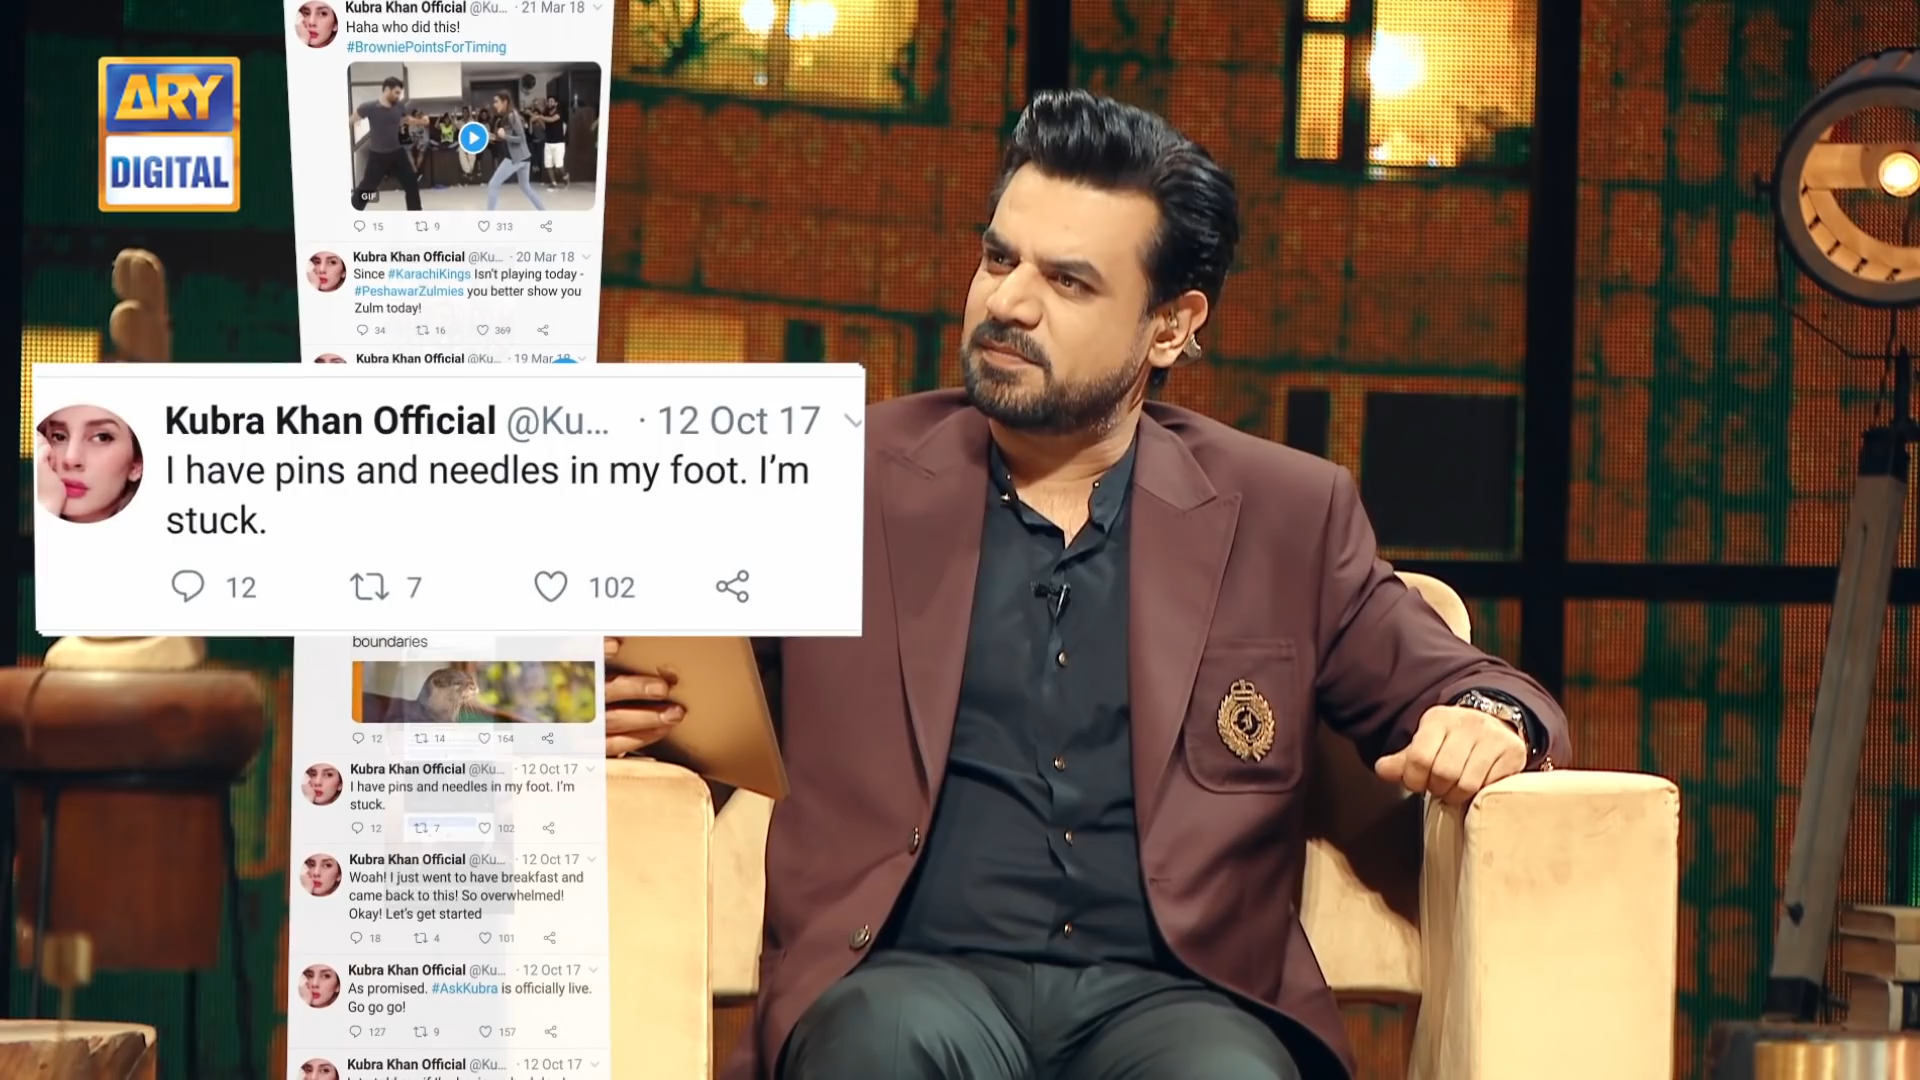 ARY
DIGITAL
Kubra Khan Official @Ku... · 21 Mar 18
Haha who did this!
#BrowniePointsForTiming
GIF
15 9 313
Kubra Khan Official @Ku... · 20 Mar 18
Since #KarachiKings Isn't playing today -
#PeshawarZulmies you better show you
Zulm today!
34 16 369
Kubra Khan Official @Ku... · 19 Mar 18
Kubra Khan Official @Ku... · 12 Oct 17
I have pins and needles in my foot. I'm
stuck.
12 7 102
boundaries
12 14 164
Kubra Khan Official @Ku... · 12 Oct 17
I have pins and needles in my foot. I'm
stuck.
12 7 102
Kubra Khan Official @Ku... · 12 Oct 17
Woah! I just went to have breakfast and
came back to this! So overwhelmed!
Okay! Let's get started
18 4 101
Kubra Khan Official @Ku... · 12 Oct 17
As promised. #AskKubra is officially live.
Go go go!
127 9 157
Kubra Khan Official @Ku... · 12 Oct 17